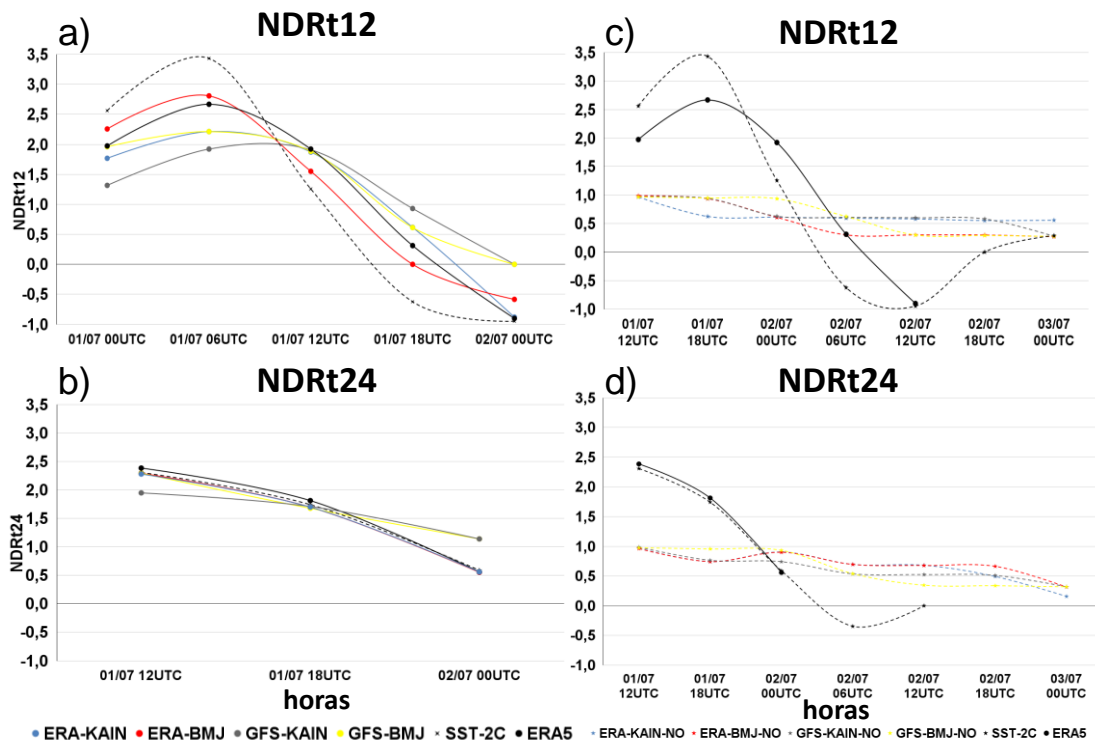 a)
NDRt12
3,5
3,0
2,5
2,0
1,5
1,0
0,5
0,0
-0,5
-1,0
NDRt12
01/07 00UTC 01/07 06UTC 01/07 12UTC 01/07 18UTC 02/07 00UTC
c)
NDRt12
3,5
3,0
2,5
2,0
1,5
1,0
0,5
0,0
-0,5
-1,0
01/07 01/07 02/07 02/07 02/07 02/07 03/07
12UTC 18UTC 00UTC 06UTC 12UTC 18UTC 00UTC
b)
NDRt24
3,5
3,0
2,5
2,0
1,5
1,0
0,5
0,0
-0,5
-1,0
NDRt24
01/07 12UTC 01/07 18UTC 02/07 00UTC
horas
d)
NDRt24
3,5
3,0
2,5
2,0
1,5
1,0
0,5
0,0
-0,5
-1,0
01/07 01/07 02/07 02/07 02/07 02/07 03/07
12UTC 18UTC 00UTC 06UTC 12UTC 18UTC 00UTC
horas
ERA-KAIN ERA-BMJ GFS-KAIN GFS-BMJ SST-2C ERA5
ERA-KAIN-NO ERA-BMJ-NO GFS-KAIN-NO GFS-BMJ-NO SST-2C ERA5